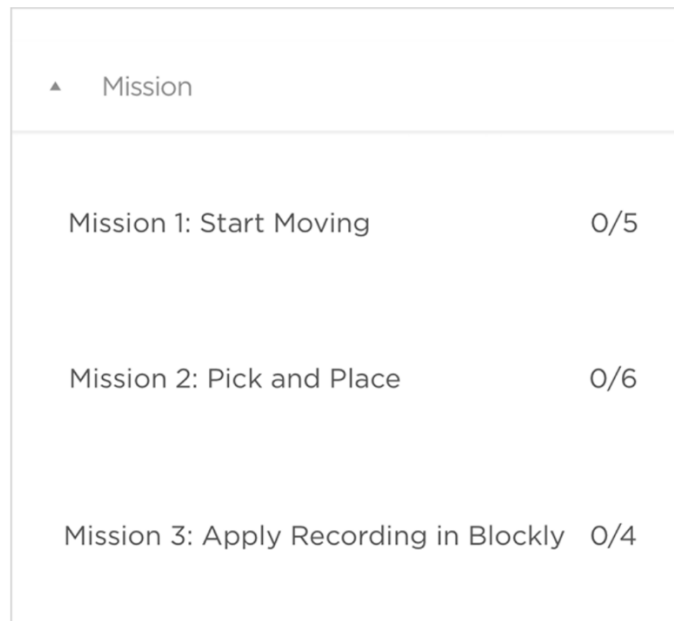 Mission
Mission 1: Start Moving 0/5
Mission 2: Pick and Place 0/6
Mission 3: Apply Recording in Blockly 0/4